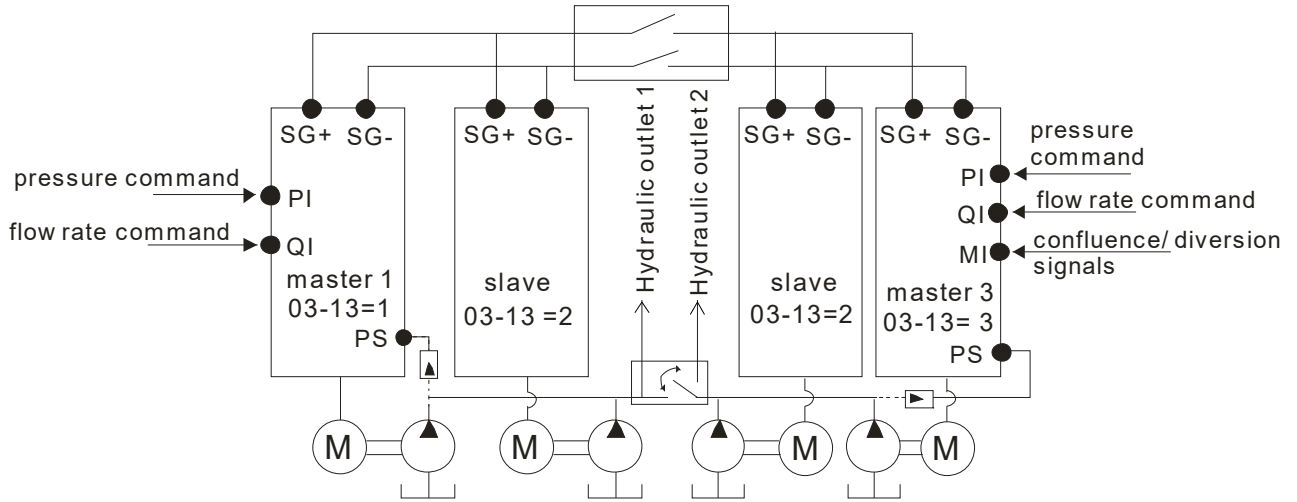 Hydraulic outlet 1
Hydraulic outlet 2
SG+ SG-
SG+ SG-
SG+ SG-
SG+ SG-
pressure command
PI
flow rate command
QI
master 1
03-13=1
PS
slave
03-13 =2
slave
03-13=2
pressure
command
PI
flow rate command
QI
confluence/ diversion
signals
MI
master 3
03-13= 3
PS
M
M
M
M